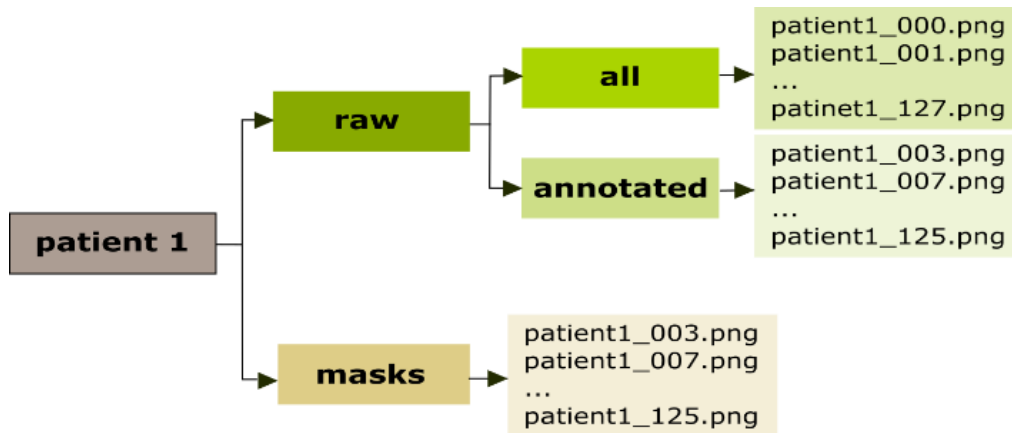 patient 1
raw
all
patient1_000.png
patient1_001.png
...
patinet1_127.png
annotated
patient1_003.png
patient1_007.png
...
patient1_125.png
masks
patient1_003.png
patient1_007.png
...
patient1_125.png